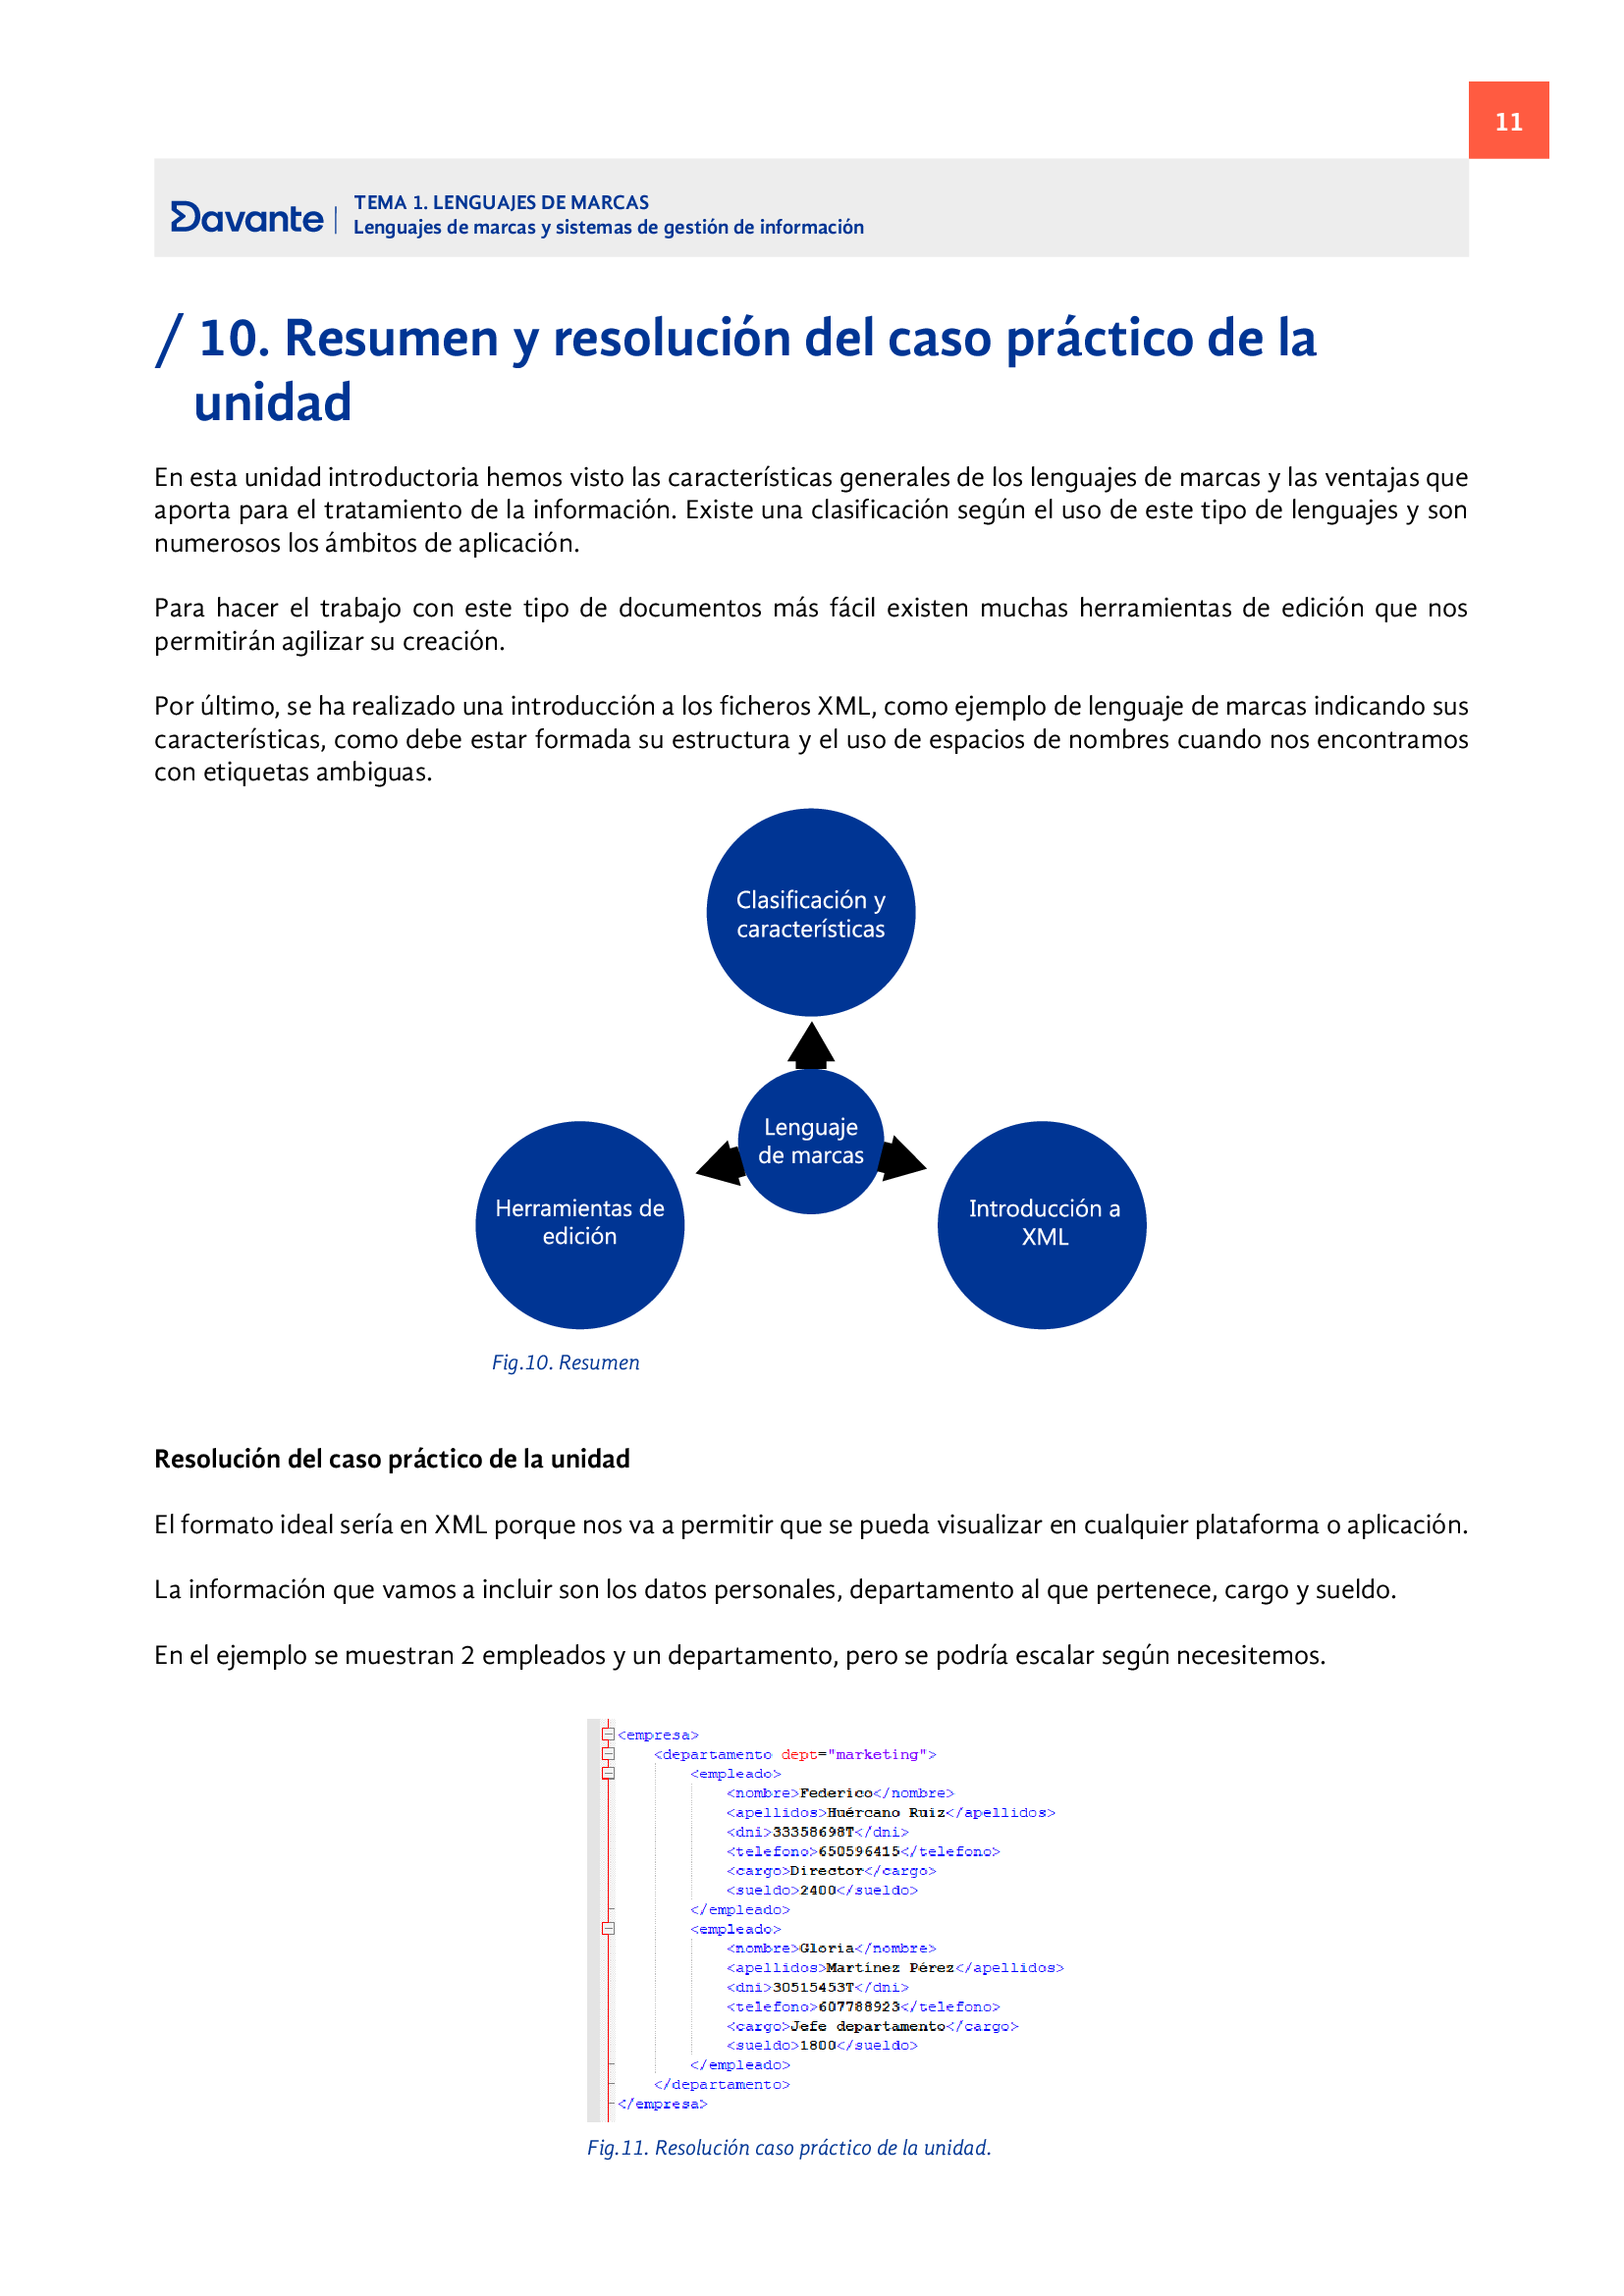 11
Davante
TEMA 1. LENGUAJES DE MARCAS
Lenguajes de marcas y sistemas de gestión de información
/ 10. Resumen y resolución del caso práctico de la
unidad
En esta unidad introductoria hemos visto las características generales de los lenguajes de marcas y las ventajas que
aporta para el tratamiento de la información. Existe una clasificación según el uso de este tipo de lenguajes y son
numerosos los ámbitos de aplicación.
Para hacer el trabajo con este tipo de documentos más fácil existen muchas herramientas de edición que nos
permitirán agilizar su creación.
Por último, se ha realizado una introducción a los ficheros XML, como ejemplo de lenguaje de marcas indicando sus
características, como debe estar formada su estructura y el uso de espacios de nombres cuando nos encontramos
con etiquetas ambiguas.
Clasificación y
características
Lenguaje
de marcas
Herramientas de
edición
Introducción a
XML
Fig.10. Resumen
Resolución del caso práctico de la unidad
El formato ideal sería en XML porque nos va a permitir que se pueda visualizar en cualquier plataforma o aplicación.
La información que vamos a incluir son los datos personales, departamento al que pertenece, cargo y sueldo.
En el ejemplo se muestran 2 empleados y un departamento, pero se podría escalar según necesitemos.
<empresa>
<departamento dept="marketing">
<empleado>
<nombre>Federico</nombre>
<apellidos>Huércano Ruiz</apellidos>
<dni>33358698T</dni>
<telefono>650596415</telefono>
<cargo>Director</cargo>
<sueldo>2400</sueldo>
</empleado>
<empleado>
<nombre>Gloria</nombre>
<apellidos>Martínez Pérez</apellidos>
<dni>30515453T</dni>
<telefono>607788923</telefono>
<cargo>Jefe departamento</cargo>
<sueldo>1800</sueldo>
</empleado>
</departamento>
</empresa>
Fig.11. Resolución caso práctico de la unidad.